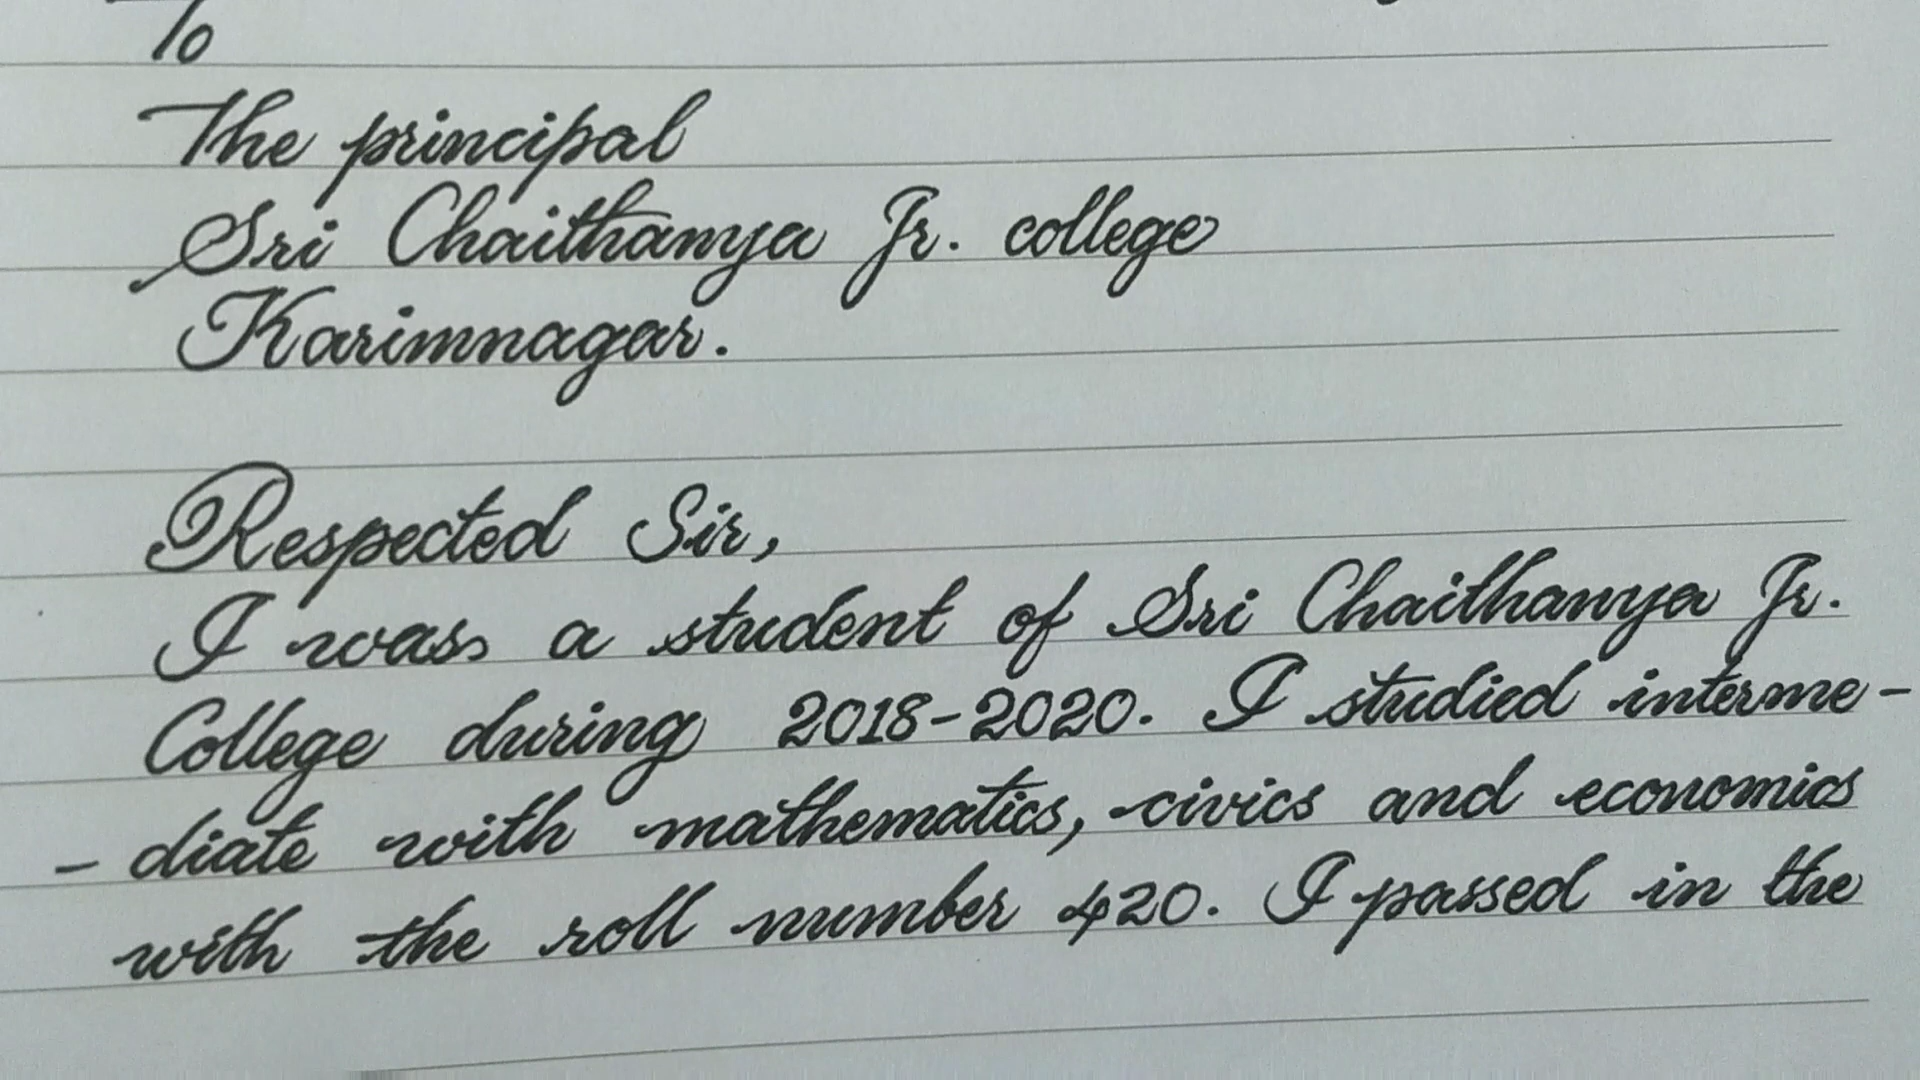 To
The principal
Sri Chaithanya Jr. college
Karimnagar.
Respected Sir,
I was a student of Sri Chaithanya Jr.
College during 2018-2020. I studied interme-
- diate with mathematics, civics and economics
with the roll number 420. I passed in the